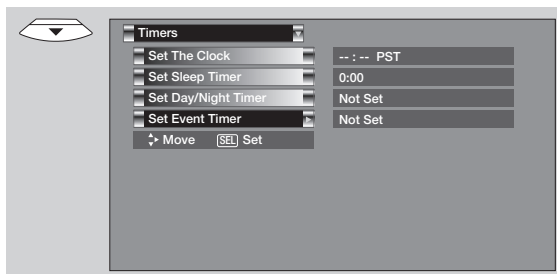 Timers
Set The Clock -- : -- PST
Set Sleep Timer 0:00
Set Day/Night Timer Not Set
Set Event Timer Not Set
Move SEL Set